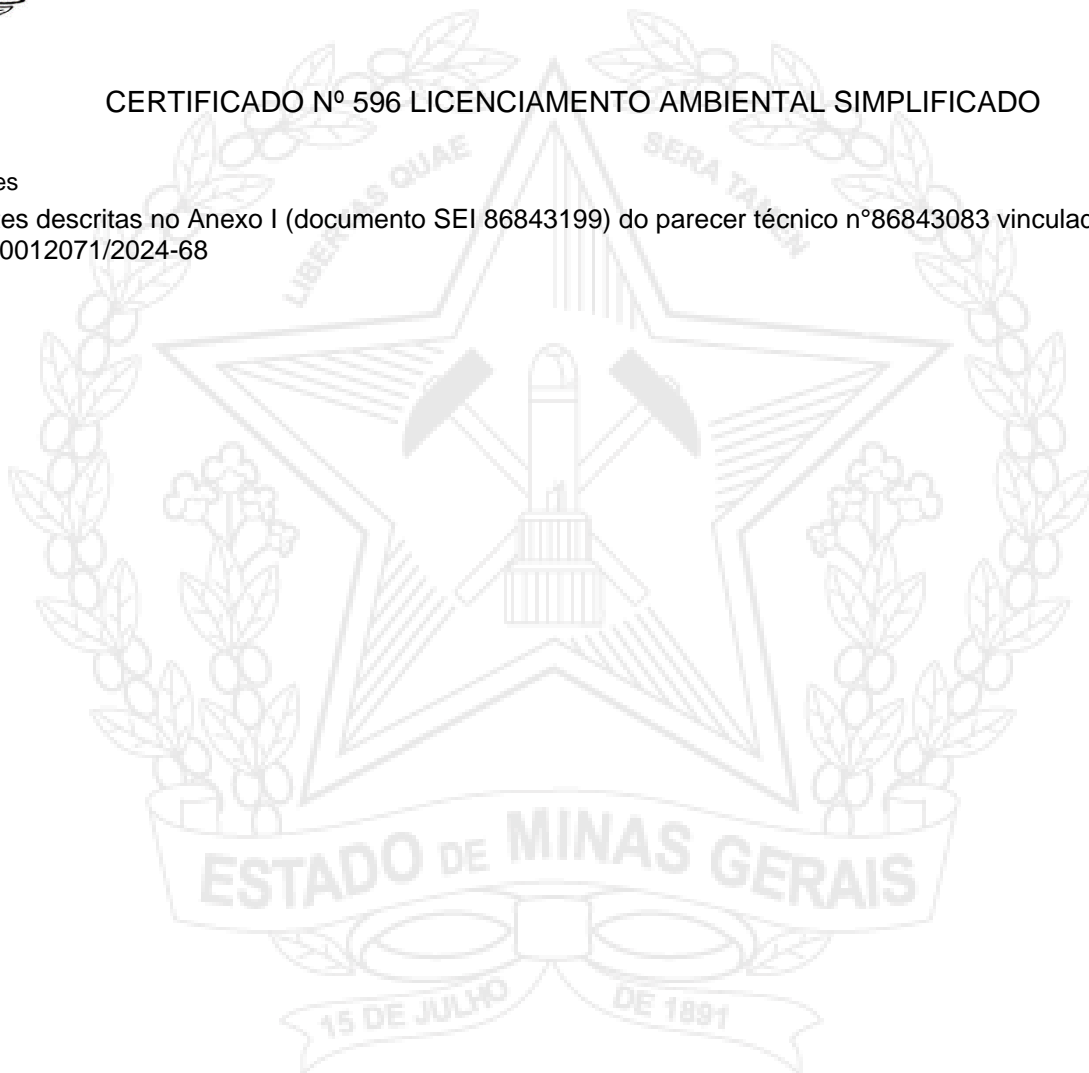 CERTIFICADO Nº 596 LICENCIAMENTO AMBIENTAL SIMPLIFICADO
es
es descritas no Anexo I (documento SEI 86843199) do parecer técnico n°86843083 vinculad
0012071/2024-68
LIBERTAS QUAE SERA TAMEN
ESTADO DE MINAS GERAIS
15 DE JULHO DE 1891